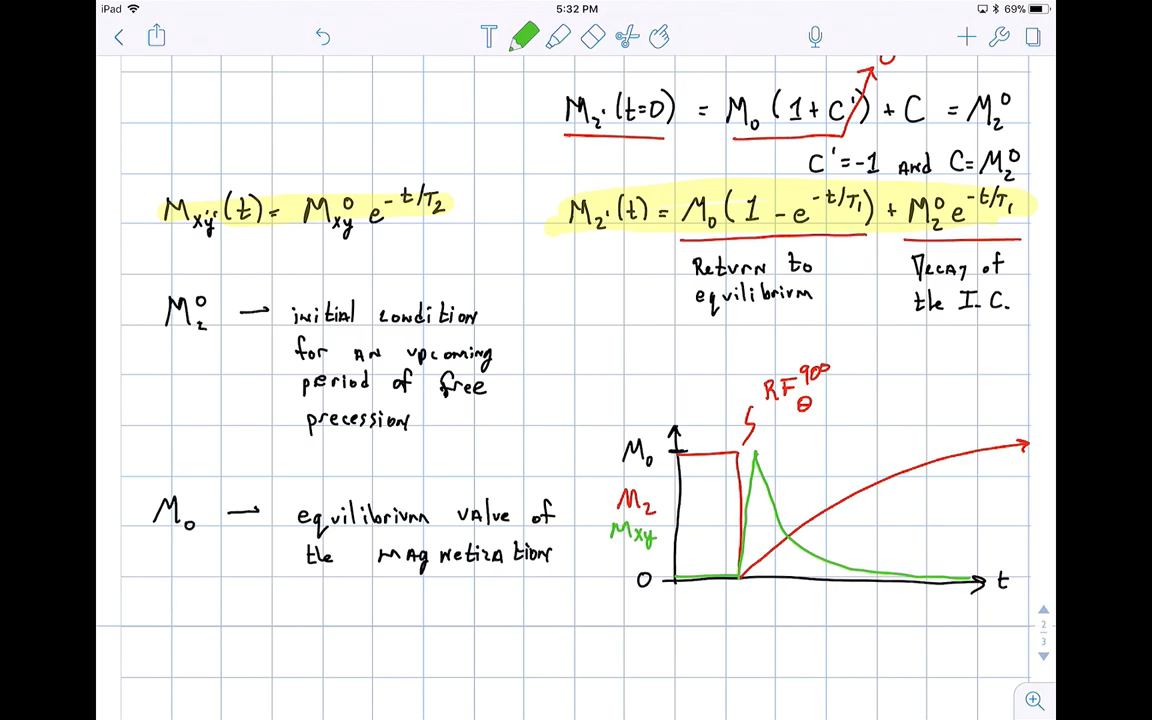 iPad 5:32 PM 69%
T
M_z'(t=0) = M_0 (1 + C') + C = M_z^0
C' = -1 AND C = M_z^0
M_xy'(t) = M_xy^0 e^{-t/T_2}
M_z'(t) = M_0 (1 - e^{-t/T_1}) + M_z^0 e^{-t/T_1}
Return to
equilibrium
Decay of
the I.C.
M_z^0 → initial condition
for an upcoming
period of free
precession
RF 90°
θ
M_0
M_z
M_xy
0
t
M_0 → equilibrium value of
the magnetization
2
3